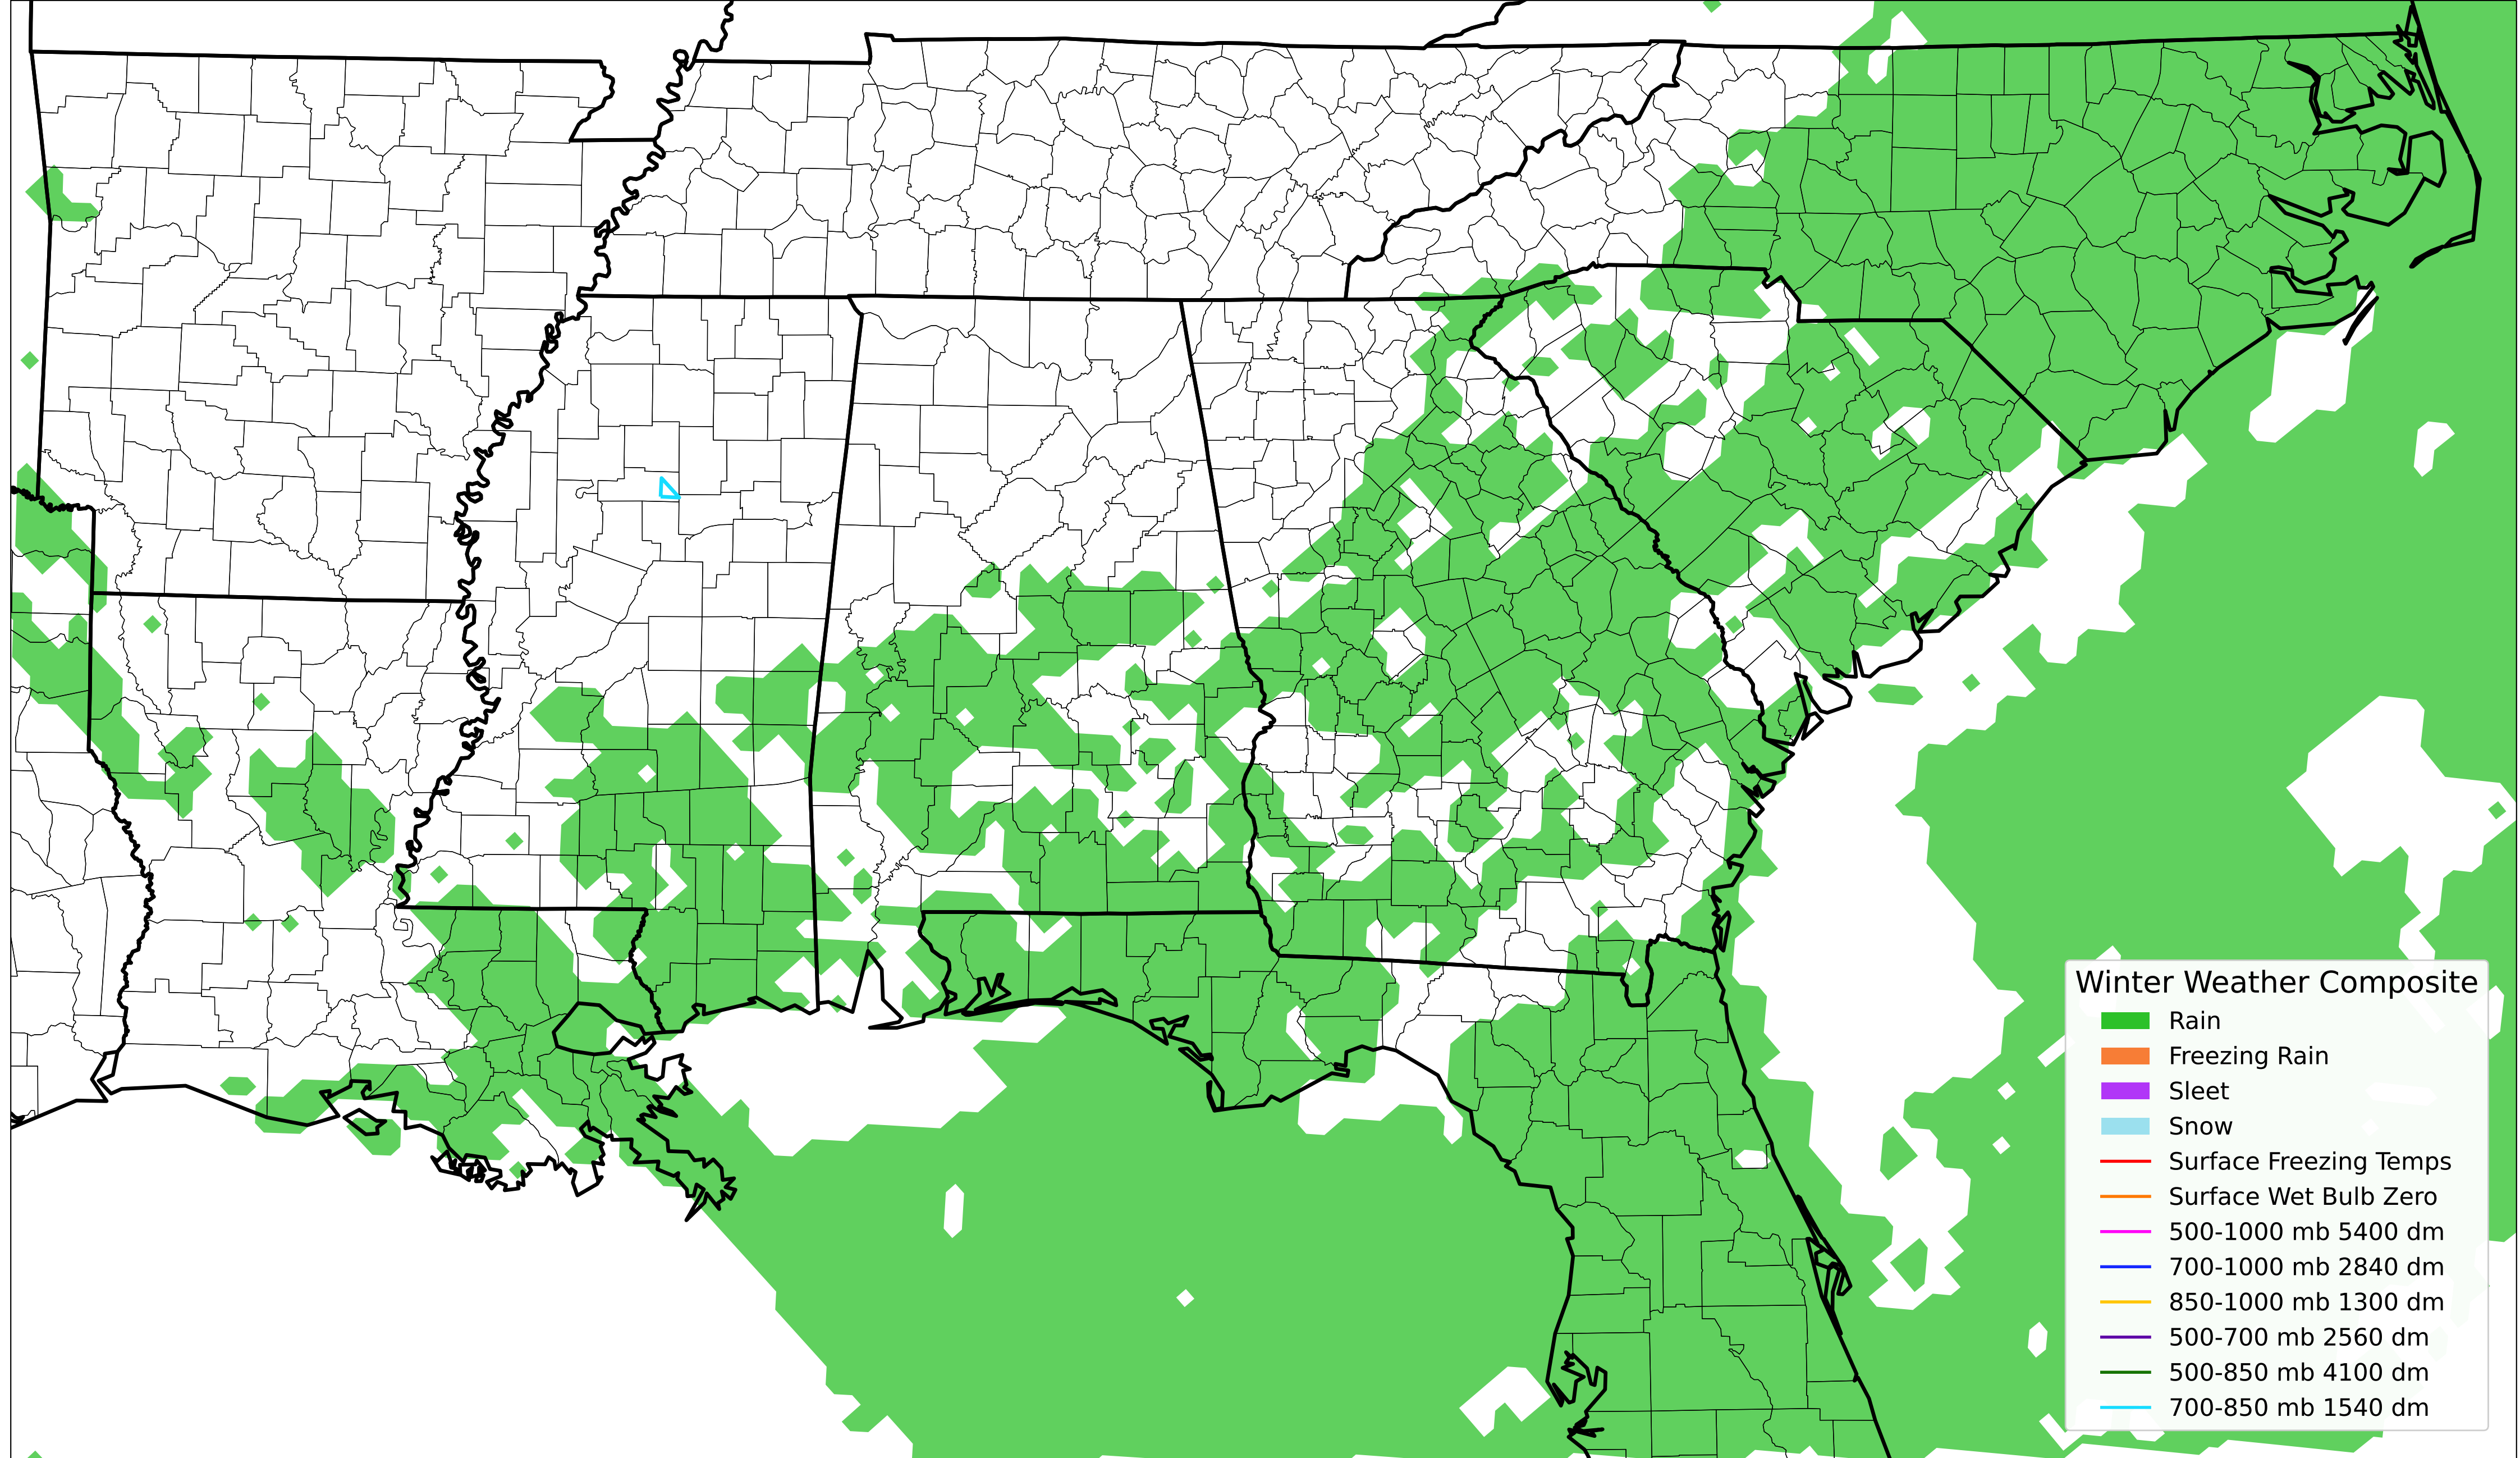 Winter Weather Composite
Rain
Freezing Rain
Sleet
Snow
Surface Freezing Temps
Surface Wet Bulb Zero
500-1000 mb 5400 dm
700-1000 mb 2840 dm
850-1000 mb 1300 dm
500-700 mb 2560 dm
500-850 mb 4100 dm
700-850 mb 1540 dm